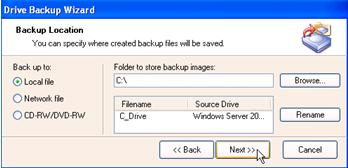 Drive Backup Wizard
Backup Location
You can specify where created backup files will be saved.
Back up to:
Local file
Network file
CD-RW/DVD-RW
Folder to store backup images:
C:\
Browse...
Filename Source Drive
C_Drive Windows Server 20...
Rename
<< Back Next >> Cancel